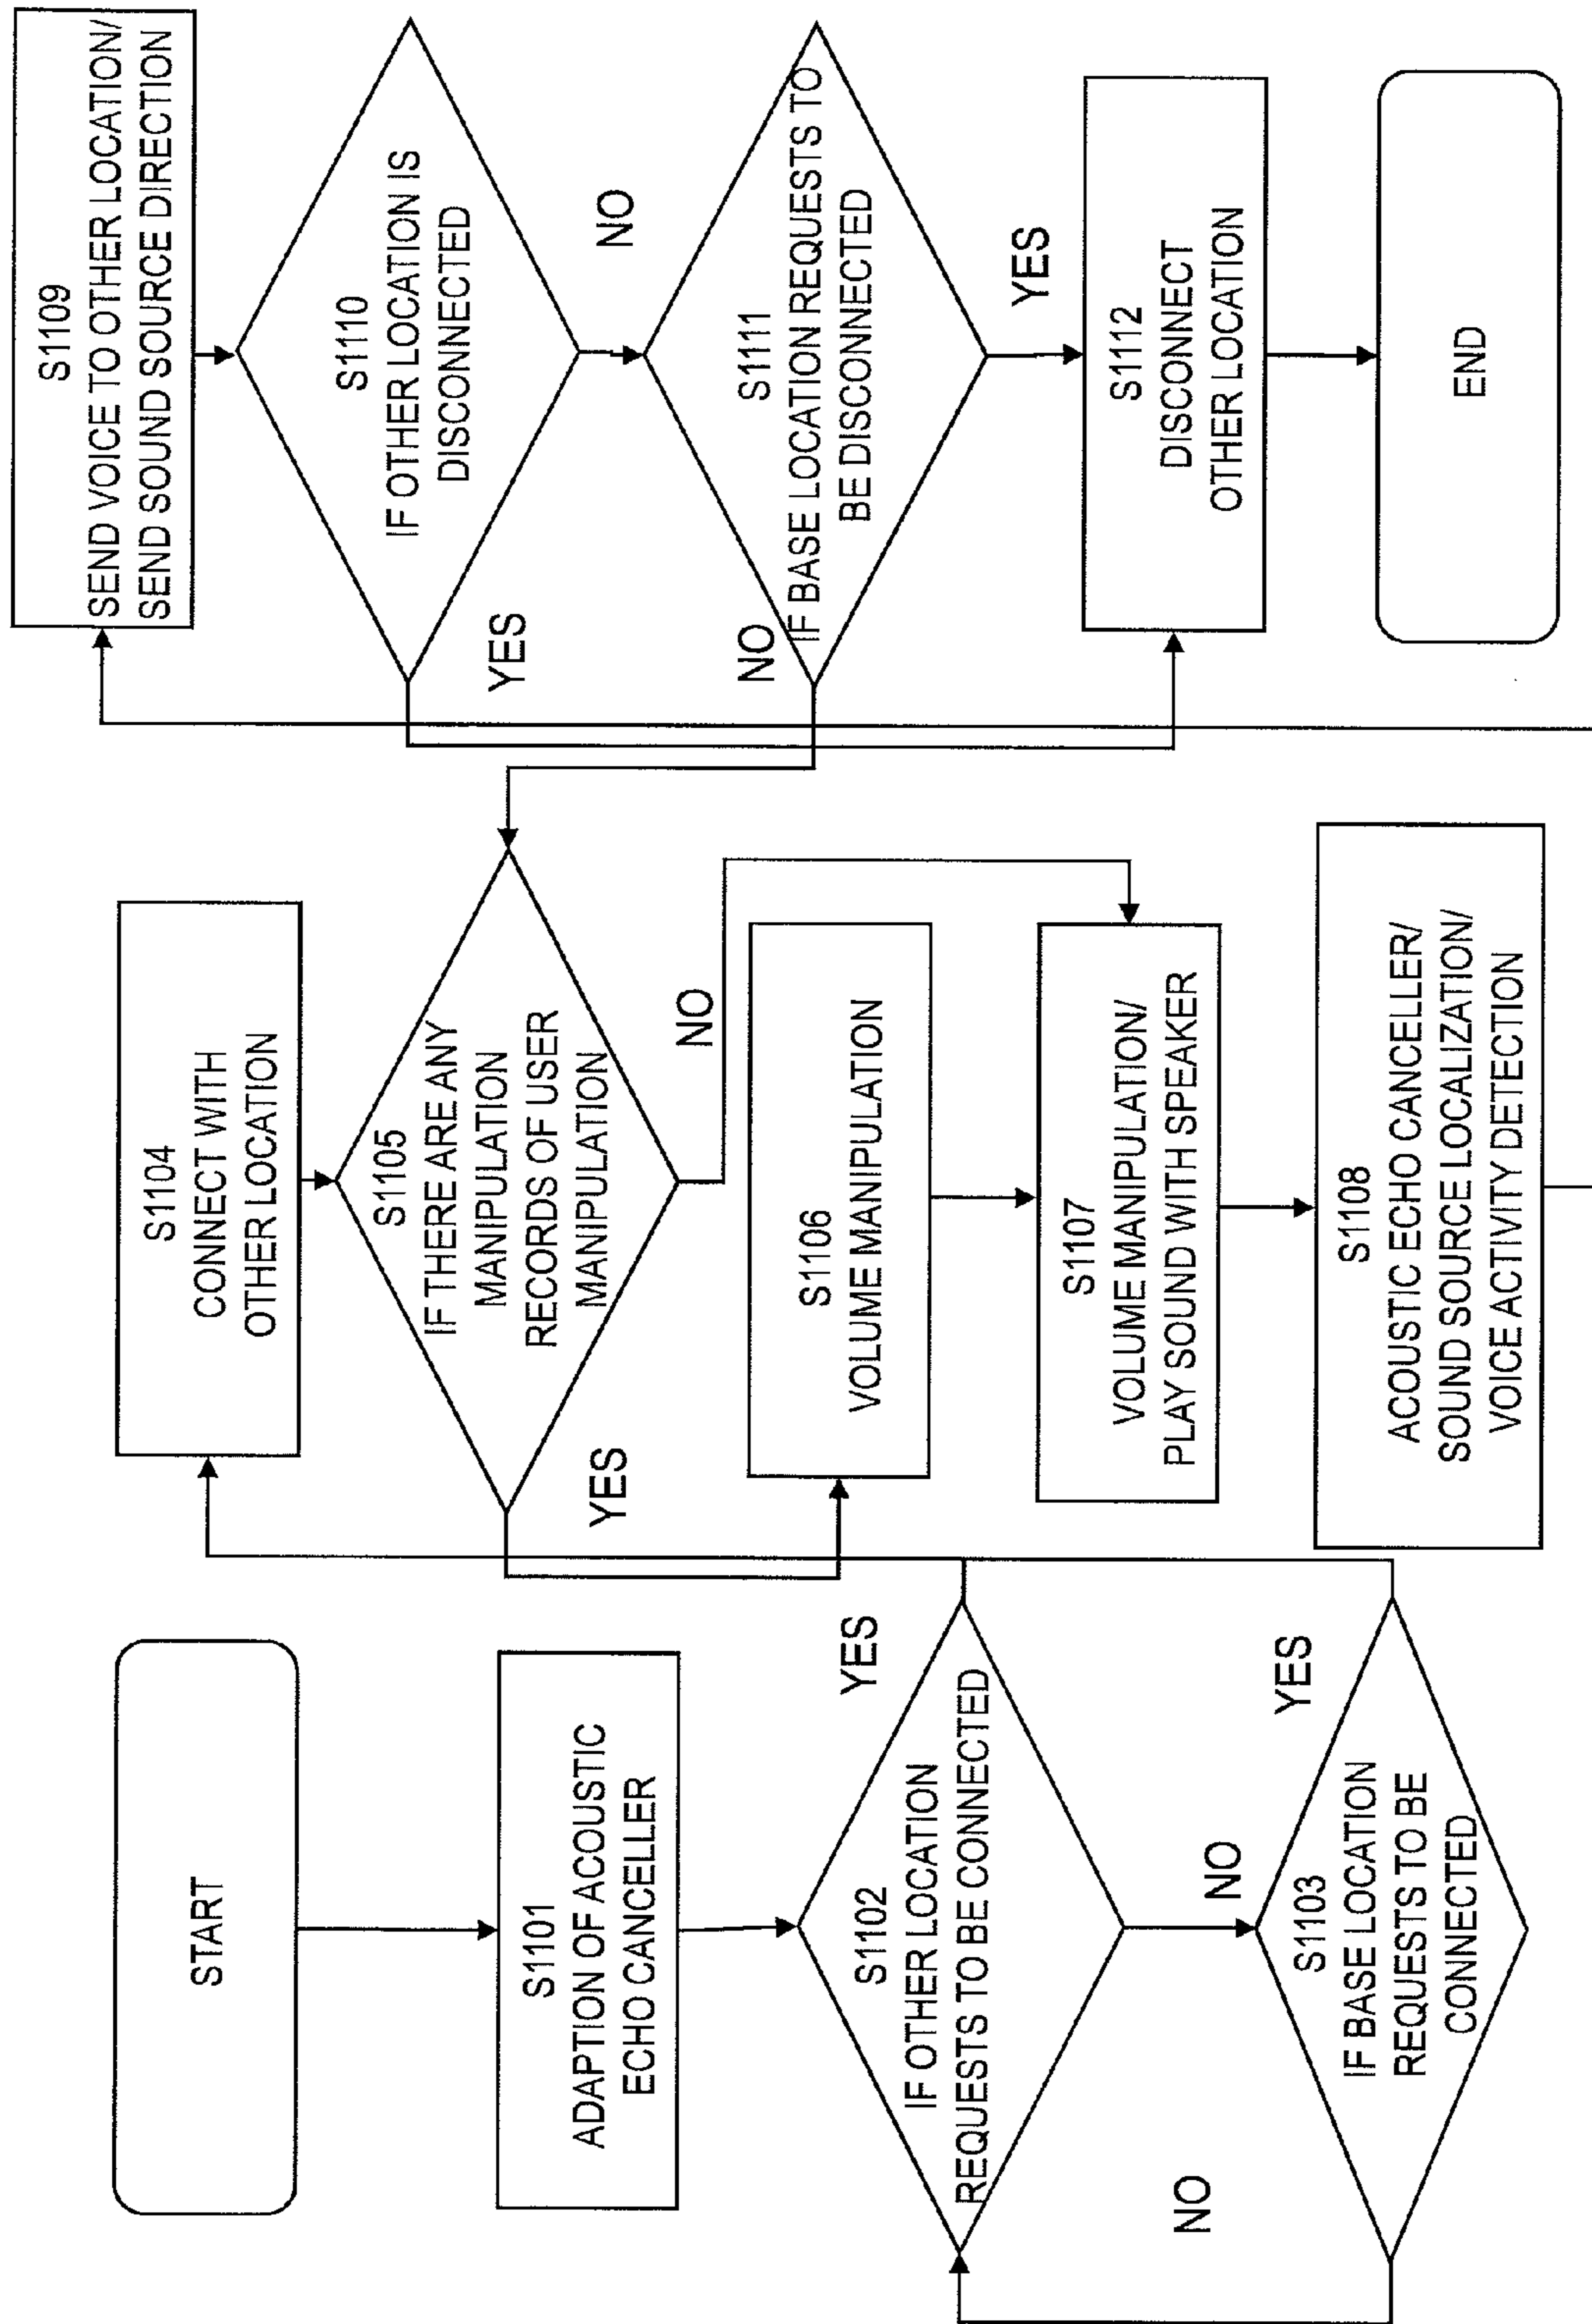 START
S1101
ADAPTION OF ACOUSTIC
ECHO CANCELLER
S1102
IF OTHER LOCATION
REQUESTS TO BE CONNECTED
YES
NO
S1103
IF BASE LOCATION
REQUESTS TO BE
CONNECTED
YES
NO
S1104
CONNECT WITH
OTHER LOCATION
S1105
IF THERE ARE ANY
MANIPULATION
RECORDS OF USER
MANIPULATION
YES
NO
S1106
VOLUME MANIPULATION
S1107
VOLUME MANIPULATION/
PLAY SOUND WITH SPEAKER
S1108
ACOUSTIC ECHO CANCELLER/
SOUND SOURCE LOCALIZATION/
VOICE ACTIVITY DETECTION
S1109
SEND VOICE TO OTHER LOCATION/
SEND SOUND SOURCE DIRECTION
S1110
IF OTHER LOCATION IS
DISCONNECTED
YES
NO
S1111
IF BASE LOCATION REQUESTS TO
BE DISCONNECTED
NO
YES
S1112
DISCONNECT
OTHER LOCATION
END